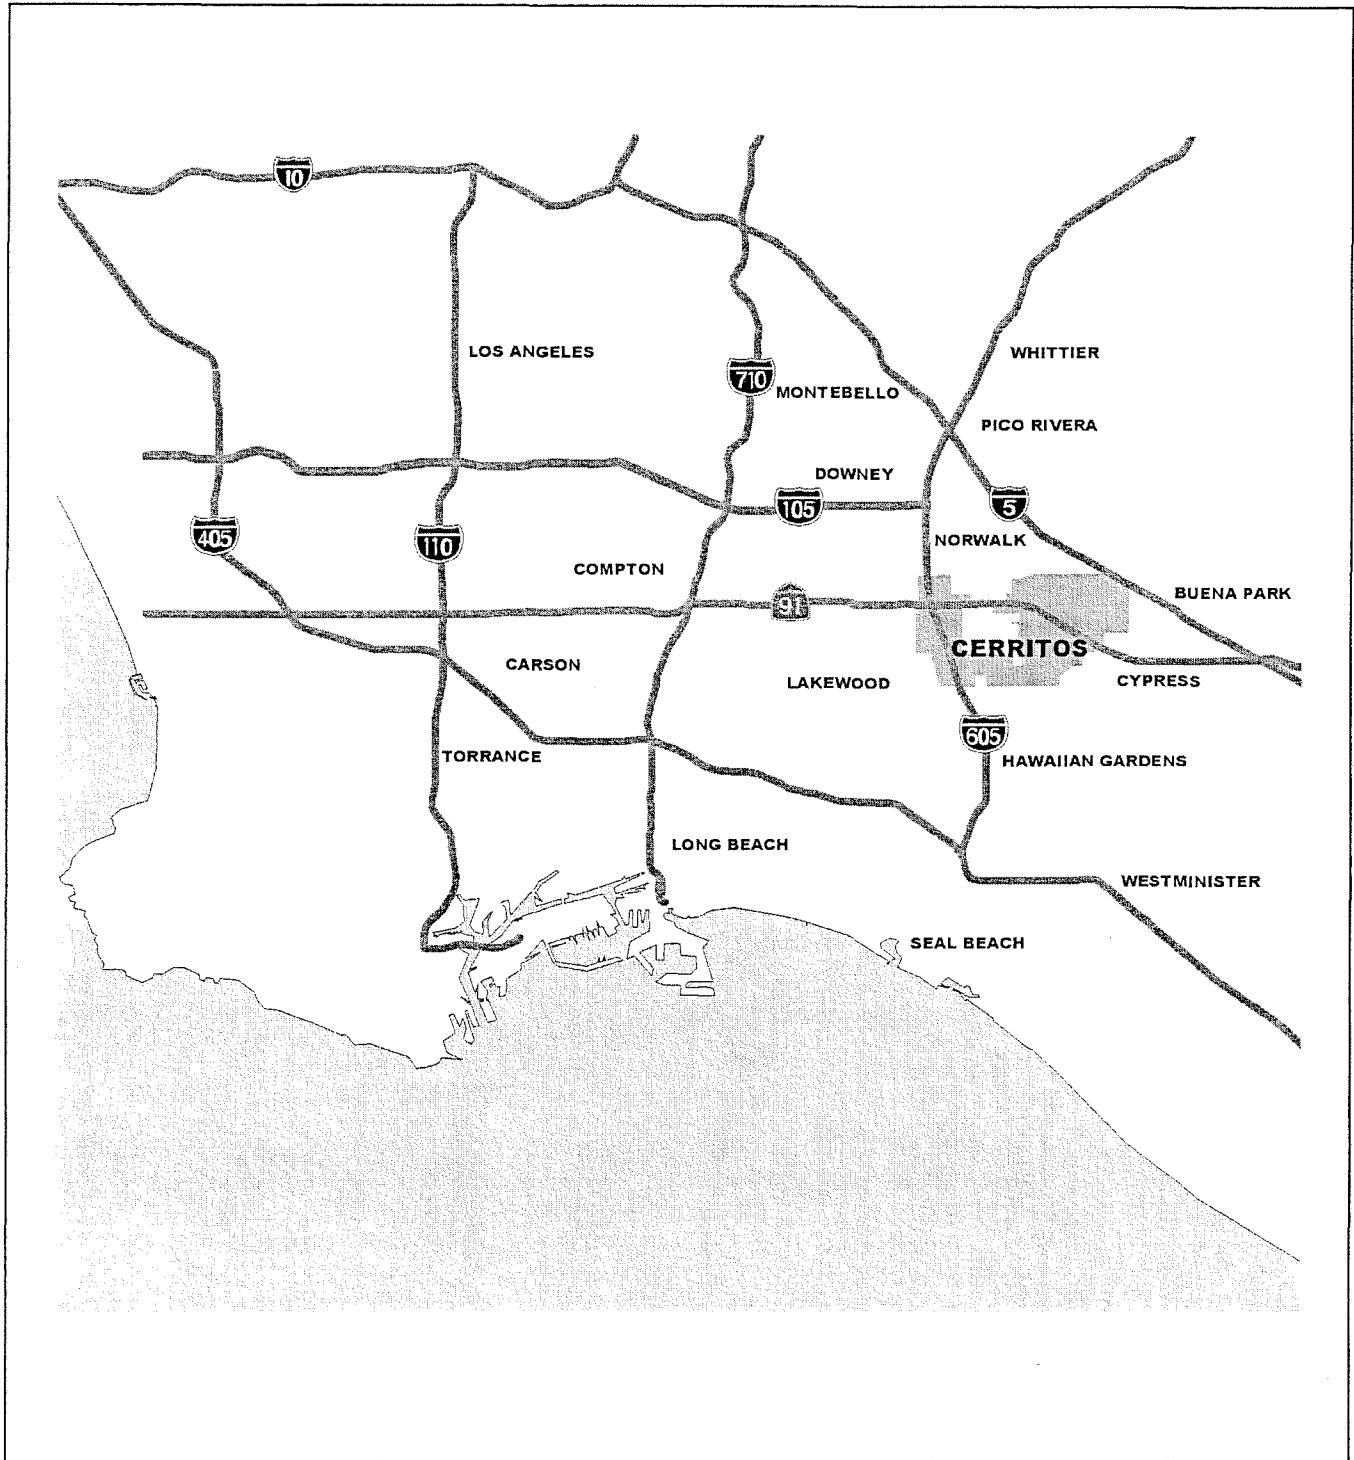 10
LOS ANGELES
WHITTIER
710
MONTEBELLO
PICO RIVERA
DOWNEY
105
5
405
110
NORWALK
COMPTON
BUENA PARK
91
CERRITOS
CARSON
LAKEWOOD
CYPRESS
605
TORRANCE
HAWAIIAN GARDENS
LONG BEACH
WESTMINISTER
SEAL BEACH